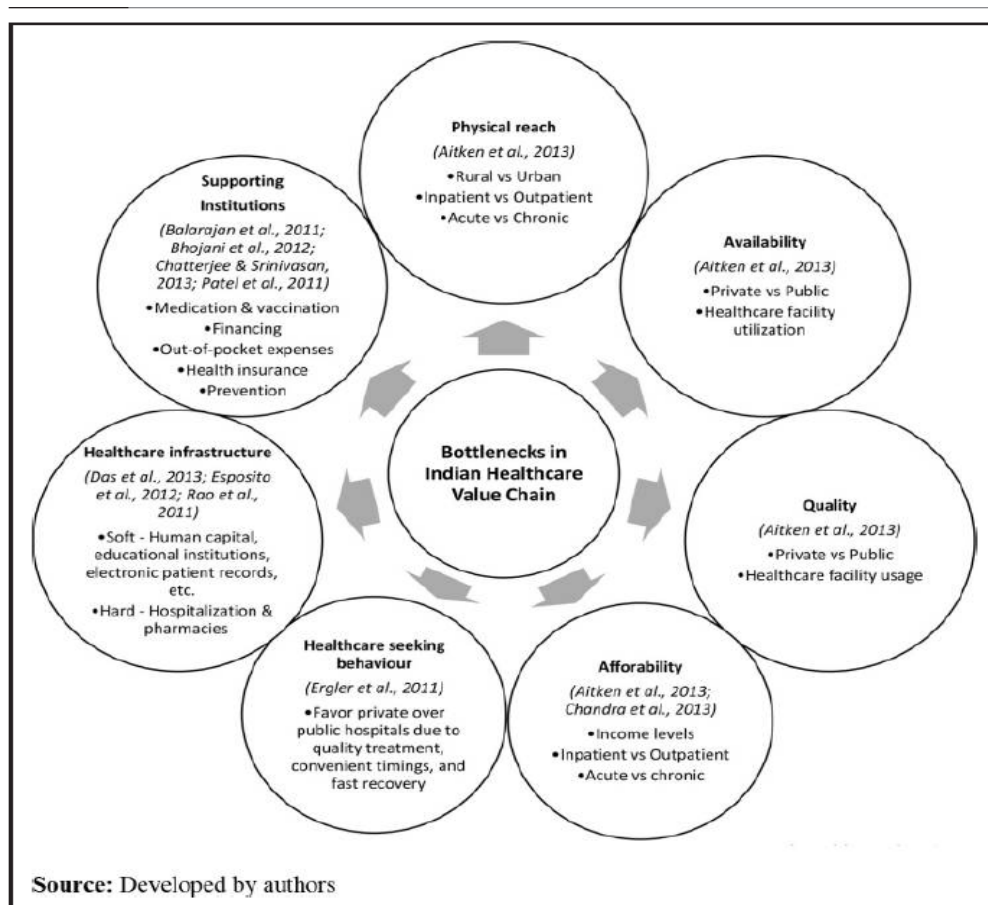 Physical reach
(Aitken et al., 2013)
•Rural vs Urban
•Inpatient vs Outpatient
•Acute vs Chronic
Availability
(Aitken et al., 2013)
•Private vs Public
•Healthcare facility
utilization
Quality
(Aitken et al., 2013)
•Private vs Public
•Healthcare facility usage
Afforability
(Aitken et al., 2013;
Chandra et al., 2013)
•Income levels
•Inpatient vs Outpatient
•Acute vs chronic
Healthcare seeking
behaviour
(Ergler et al., 2011)
•Favor private over
public hospitals due to
quality treatment,
convenient timings, and
fast recovery
Healthcare infrastructure
(Das et al., 2013; Esposito
et al., 2012; Rao et al.,
2011)
•Soft - Human capital,
educational institutions,
electronic patient records,
etc.
•Hard - Hospitalization &
pharmacies
Supporting
Institutions
(Balarajan et al., 2011;
Bhojani et al., 2012;
Chatterjee & Srinivasan,
2013; Patel et al., 2011)
•Medication & vaccination
•Financing
•Out-of-pocket expenses
•Health insurance
•Prevention
Bottlenecks in
Indian Healthcare
Value Chain
Source: Developed by authors